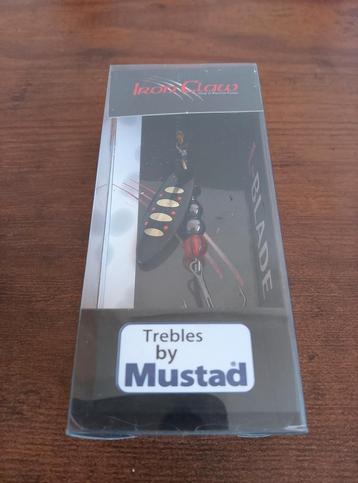 Iron Claw
BLADE
Trebles
by
Mustad